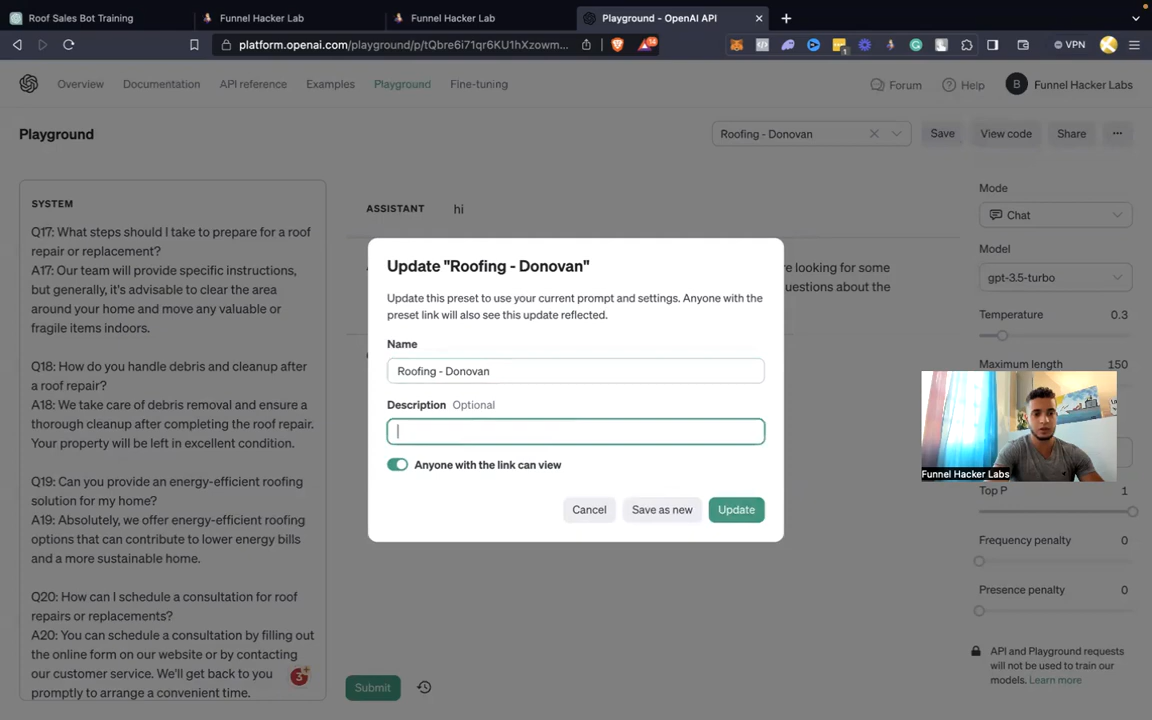 Roof Sales Bot Training
Funnel Hacker Lab
Funnel Hacker Lab
Playground - OpenAI API
platform.openai.com/playground/p/tQbre6i71qr6KU1hXzowm...
14
1
VPN
Overview
Documentation
API reference
Examples
Playground
Fine-tuning
Forum
Help
B
Funnel Hacker Labs
Playground
Roofing - Donovan
Save
View code
Share
SYSTEM
Q17: What steps should I take to prepare for a roof
repair or replacement?
A17: Our team will provide specific instructions,
but generally, it's advisable to clear the area
around your home and move any valuable or
fragile items indoors.
Q18: How do you handle debris and cleanup after
a roof repair?
A18: We take care of debris removal and ensure a
thorough cleanup after completing the roof repair.
Your property will be left in excellent condition.
Q19: Can you provide an energy-efficient roofing
solution for my home?
A19: Absolutely, we offer energy-efficient roofing
options that can contribute to lower energy bills
and a more sustainable home.
Q20: How can I schedule a consultation for roof
repairs or replacements?
A20: You can schedule a consultation by filling out
the online form on our website or by contacting
our customer service. We'll get back to you
promptly to arrange a convenient time.
3+
ASSISTANT
hi
re looking for some
questions about the
Update "Roofing - Donovan"
Update this preset to use your current prompt and settings. Anyone with the
preset link will also see this update reflected.
Name
Roofing - Donovan
Description Optional
Anyone with the link can view
Cancel
Save as new
Update
Submit
Mode
Chat
Model
gpt-3.5-turbo
Temperature 0.3
Maximum length 150
Funnel Hacker Labs
Top P 1
Frequency penalty 0
Presence penalty 0
API and Playground requests
will not be used to train our
models. Learn more